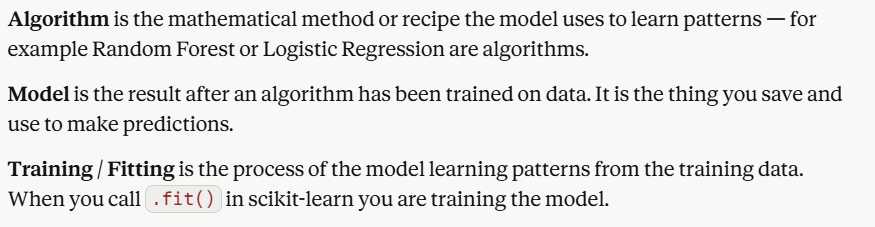 Algorithm is the mathematical method or recipe the model uses to learn patterns — for
example Random Forest or Logistic Regression are algorithms.
Model is the result after an algorithm has been trained on data. It is the thing you save and
use to make predictions.
Training / Fitting is the process of the model learning patterns from the training data.
When you call .fit() in scikit-learn you are training the model.